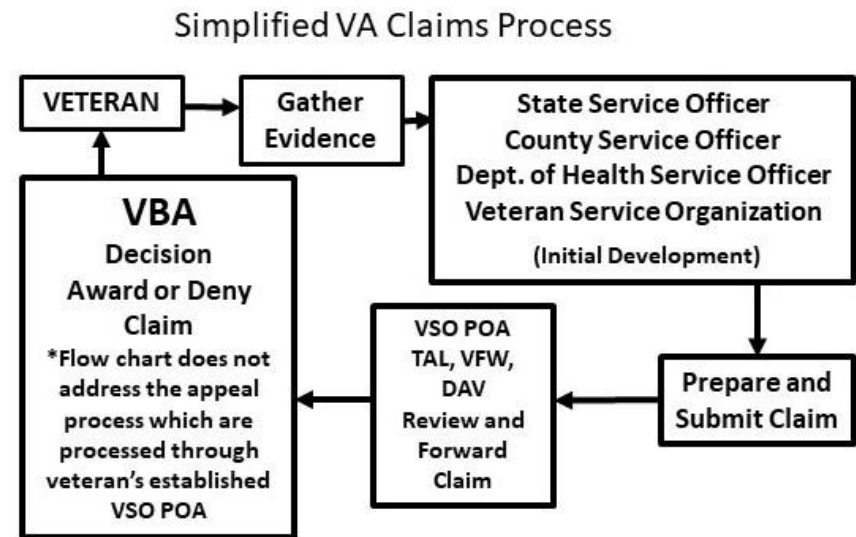 Simplified VA Claims Process
VETERAN
Gather
Evidence
State Service Officer
County Service Officer
Dept. of Health Service Officer
Veteran Service Organization
(Initial Development)
Prepare and
Submit Claim
VSO POA
TAL, VFW,
DAV
Review and
Forward
Claim
VBA
Decision
Award or Deny
Claim
*Flow chart does not
address the appeal
process which are
processed through
veteran's established
VSO POA